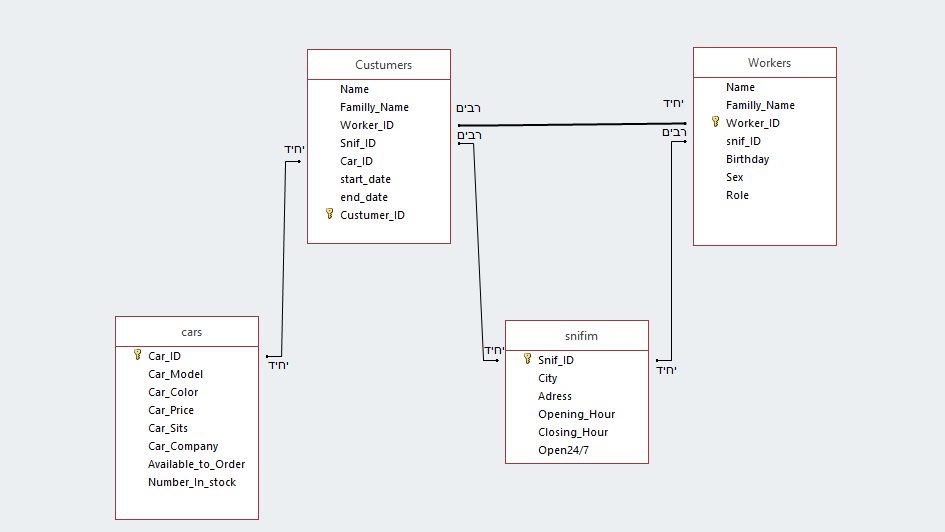 Custumers
Name
Familly_Name
Worker_ID
Snif_ID
Car_ID
start_date
end_date
Custumer_ID
Workers
Name
Familly_Name
Worker_ID
snif_ID
Birthday
Sex
Role
רבים
יחיד
רבים
רבים
יחיד
יחיד
יחיד
יחיד
cars
Car_ID
Car_Model
Car_Color
Car_Price
Car_Sits
Car_Company
Available_to_Order
Number_In_stock
snifim
Snif_ID
City
Adress
Opening_Hour
Closing_Hour
Open24/7